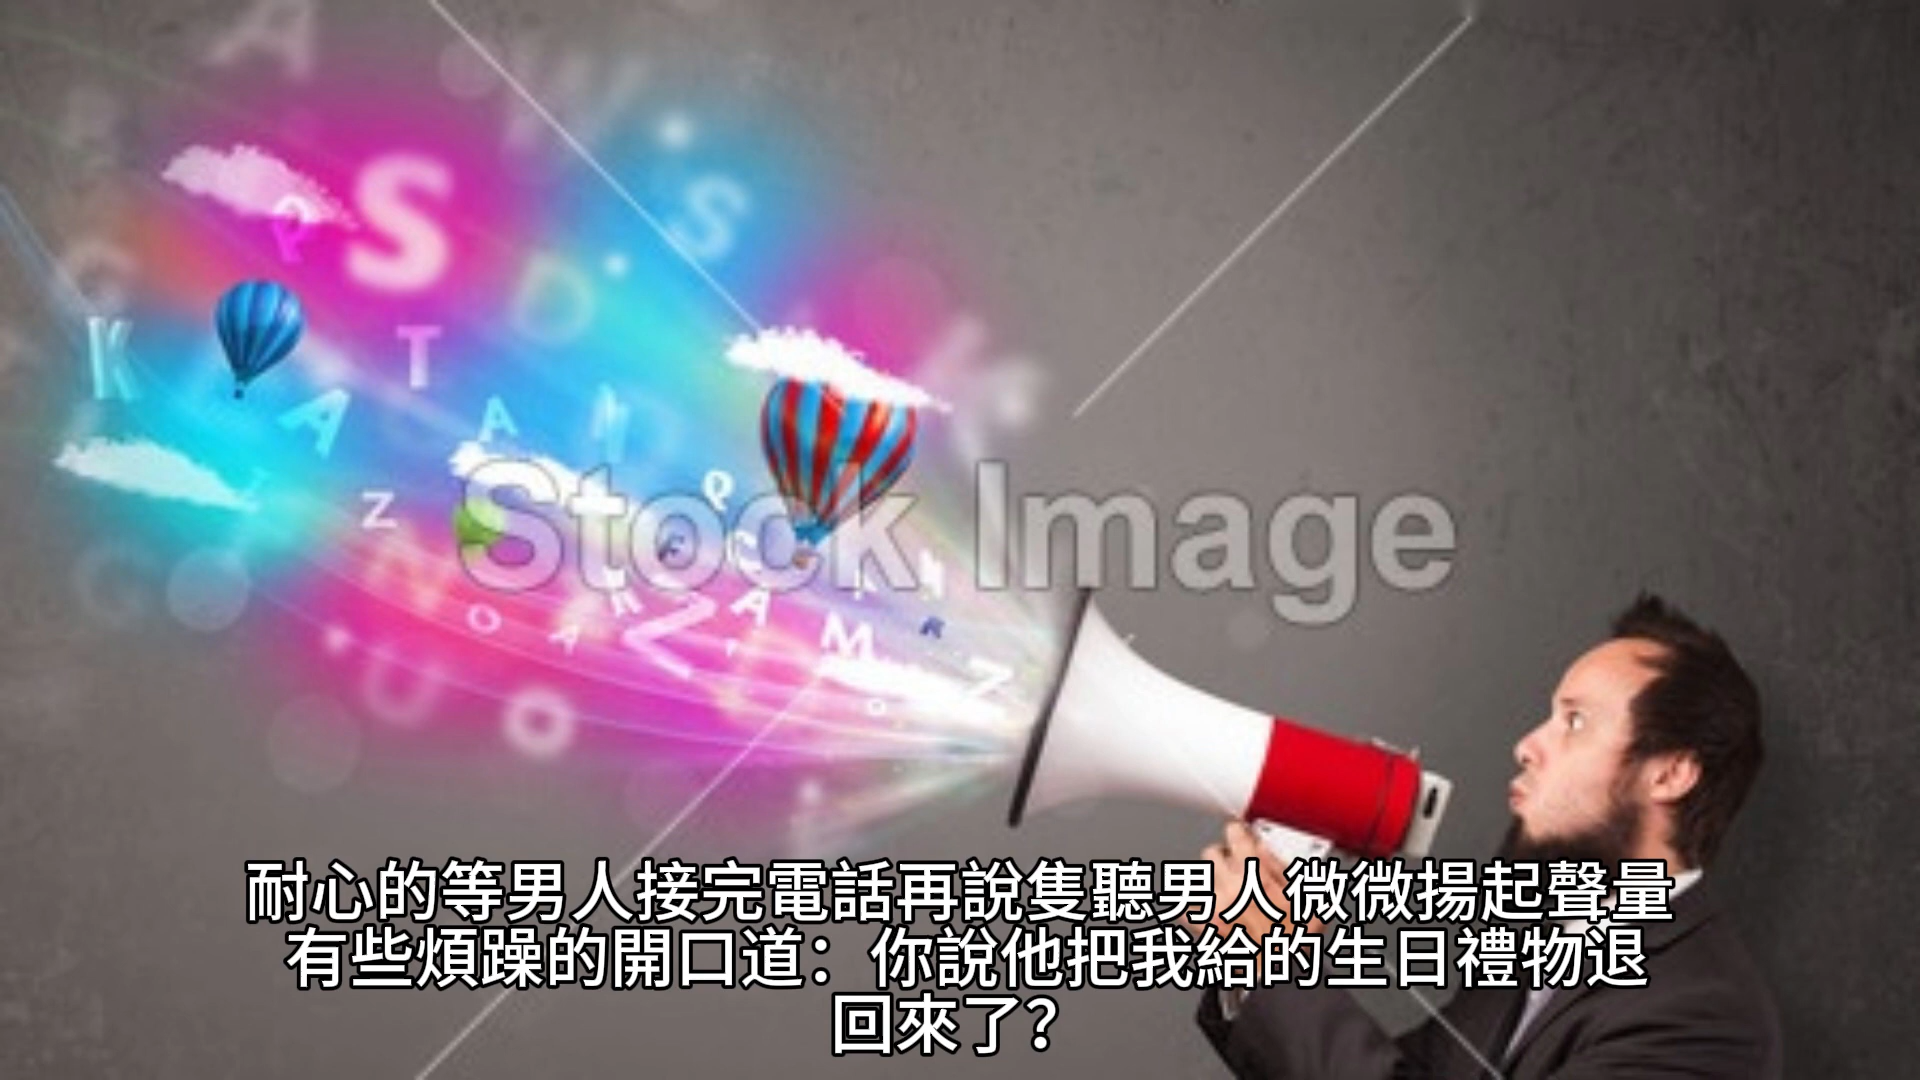 Stock Image
耐心的等男人接完電話再說隻聽男人微微揚起聲量
有些煩躁的開口道：你說他把我給的生日禮物退
回來了？